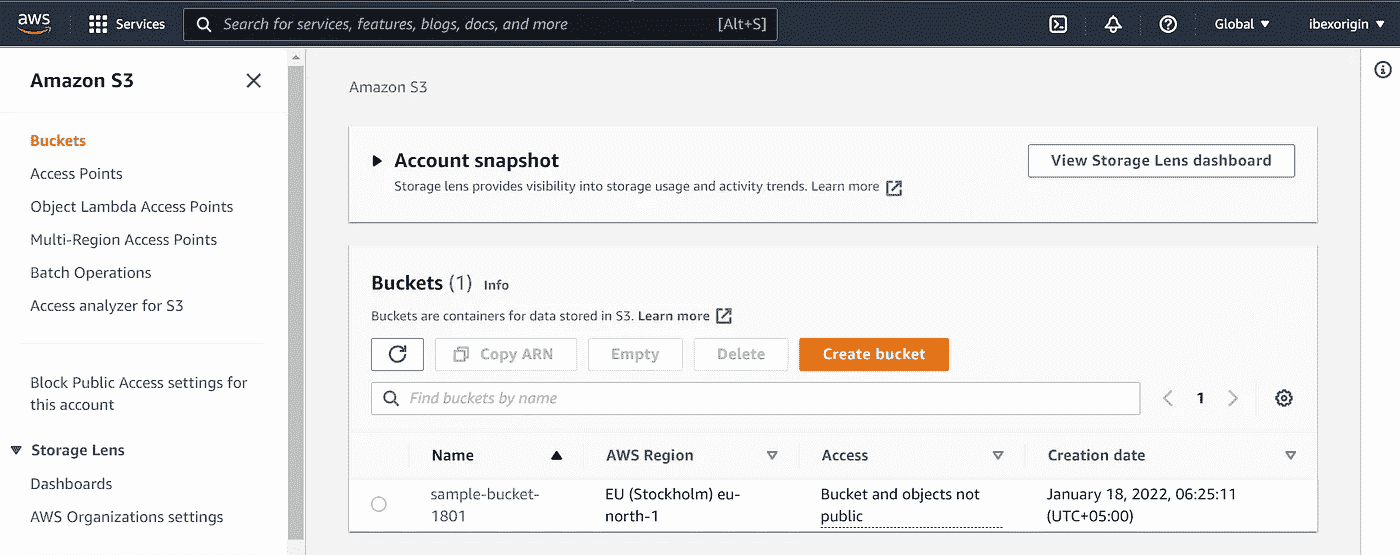 aws
Services
Search for services, features, blogs, docs, and more
[Alt+S]
Global
ibexorigin
Amazon S3
Buckets
Access Points
Object Lambda Access Points
Multi-Region Access Points
Batch Operations
Access analyzer for S3
Block Public Access settings for
this account
Storage Lens
Dashboards
AWS Organizations settings
Amazon S3
Account snapshot
View Storage Lens dashboard
Storage lens provides visibility into storage usage and activity trends. Learn more
Buckets (1) Info
Buckets are containers for data stored in S3. Learn more
Copy ARN
Empty
Delete
Create bucket
Find buckets by name
1
Name
AWS Region
Access
Creation date
sample-bucket-
1801
EU (Stockholm) eu-
north-1
Bucket and objects not
public
January 18, 2022, 06:25:11
(UTC+05:00)